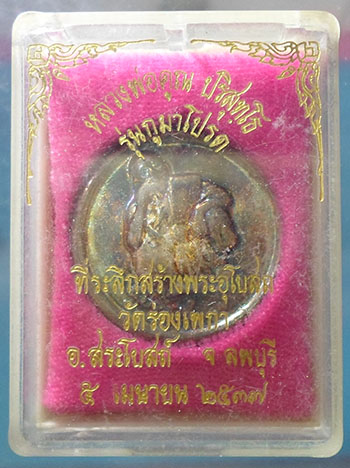 หลวงพ่อคูณ ปริสุทฺโธ
รุ่นกูมาโปรด
ที่ระลึกสร้างพระอุโบสถ
วัดร่องเพกา
อ.สระโบสถ์ จ ลพบุรี
๕ เมษายน ๒๕๓๗